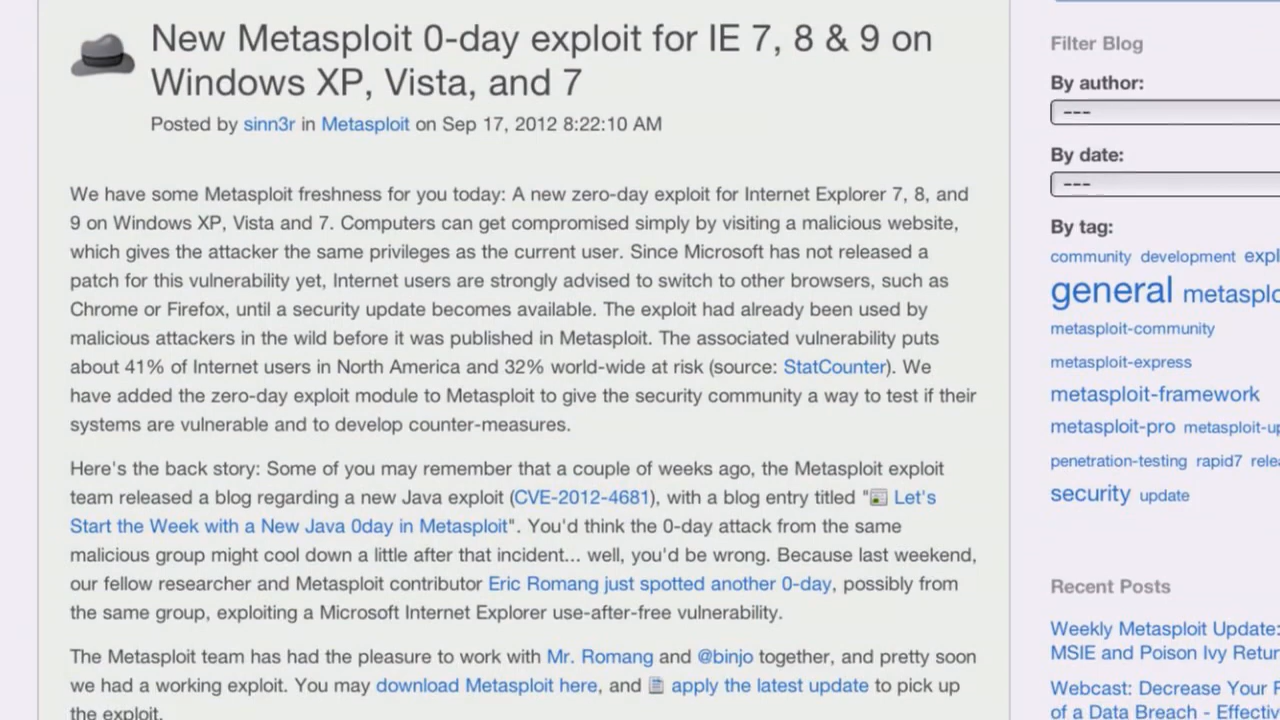 New Metasploit 0-day exploit for IE 7, 8 & 9 on
Windows XP, Vista, and 7
Posted by sinn3r in Metasploit on Sep 17, 2012 8:22:10 AM
We have some Metasploit freshness for you today: A new zero-day exploit for Internet Explorer 7, 8, and
9 on Windows XP, Vista and 7. Computers can get compromised simply by visiting a malicious website,
which gives the attacker the same privileges as the current user. Since Microsoft has not released a
patch for this vulnerability yet, Internet users are strongly advised to switch to other browsers, such as
Chrome or Firefox, until a security update becomes available. The exploit had already been used by
malicious attackers in the wild before it was published in Metasploit. The associated vulnerability puts
about 41% of Internet users in North America and 32% world-wide at risk (source: StatCounter). We
have added the zero-day exploit module to Metasploit to give the security community a way to test if their
systems are vulnerable and to develop counter-measures.
Here's the back story: Some of you may remember that a couple of weeks ago, the Metasploit exploit
team released a blog regarding a new Java exploit (CVE-2012-4681), with a blog entry titled "Let's
Start the Week with a New Java 0day in Metasploit". You'd think the 0-day attack from the same
malicious group might cool down a little after that incident... well, you'd be wrong. Because last weekend,
our fellow researcher and Metasploit contributor Eric Romang just spotted another 0-day, possibly from
the same group, exploiting a Microsoft Internet Explorer use-after-free vulnerability.
The Metasploit team has had the pleasure to work with Mr. Romang and @binjo together, and pretty soon
we had a working exploit. You may download Metasploit here, and apply the latest update to pick up
the exploit.
Filter Blog
By author:
---
By date:
---
By tag:
community development expl
general metasplo
metasploit-community
metasploit-express
metasploit-framework
metasploit-pro metasploit-up
penetration-testing rapid7 rele
security update
Recent Posts
Weekly Metasploit Update:
MSIE and Poison Ivy Retur
Webcast: Decrease Your
of a Data Breach - Effectiv